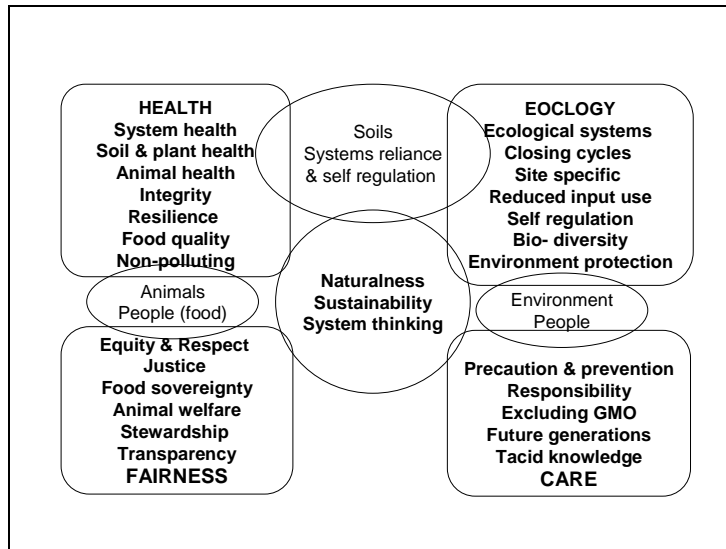 HEALTH
System health
Soil & plant health
Animal health
Integrity
Resilience
Food quality
Non-polluting
Soils
Systems reliance
& self regulation
EOCLOGY
Ecological systems
Closing cycles
Site specific
Reduced input use
Self regulation
Bio- diversity
Environment protection
Animals
People (food)
Naturalness
Sustainability
System thinking
Environment
People
Equity & Respect
Justice
Food sovereignty
Animal welfare
Stewardship
Transparency
FAIRNESS
Precaution & prevention
Responsibility
Excluding GMO
Future generations
Tacid knowledge
CARE